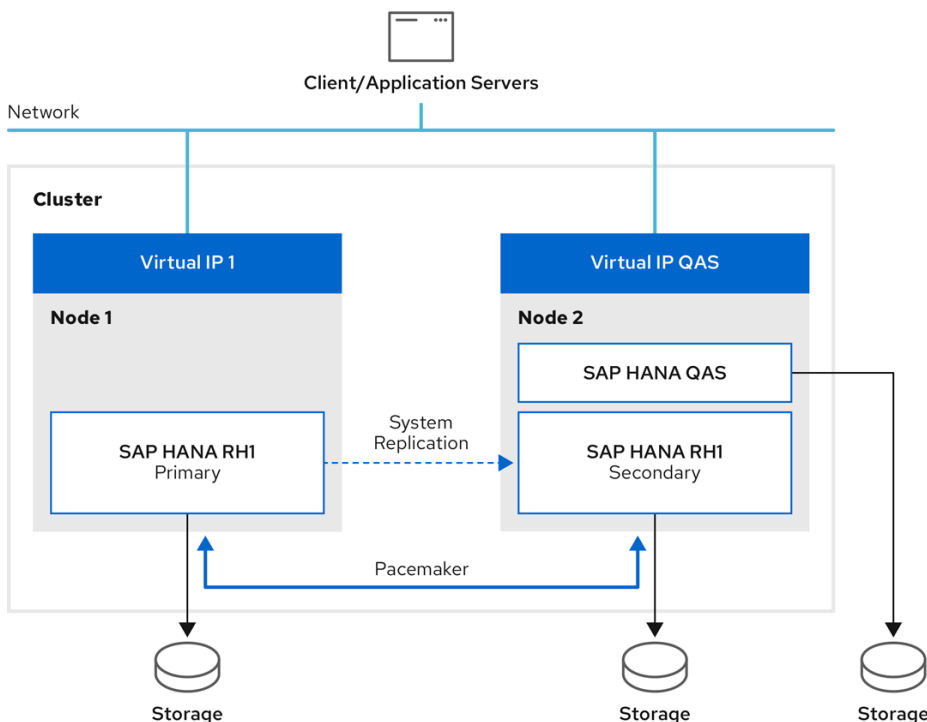 Client/Application Servers
Network
Cluster
Virtual IP 1
Virtual IP QAS
Node 1
Node 2
SAP HANA QAS
System
Replication
SAP HANA RH1
Primary
SAP HANA RH1
Secondary
Pacemaker
Storage
Storage
Storage